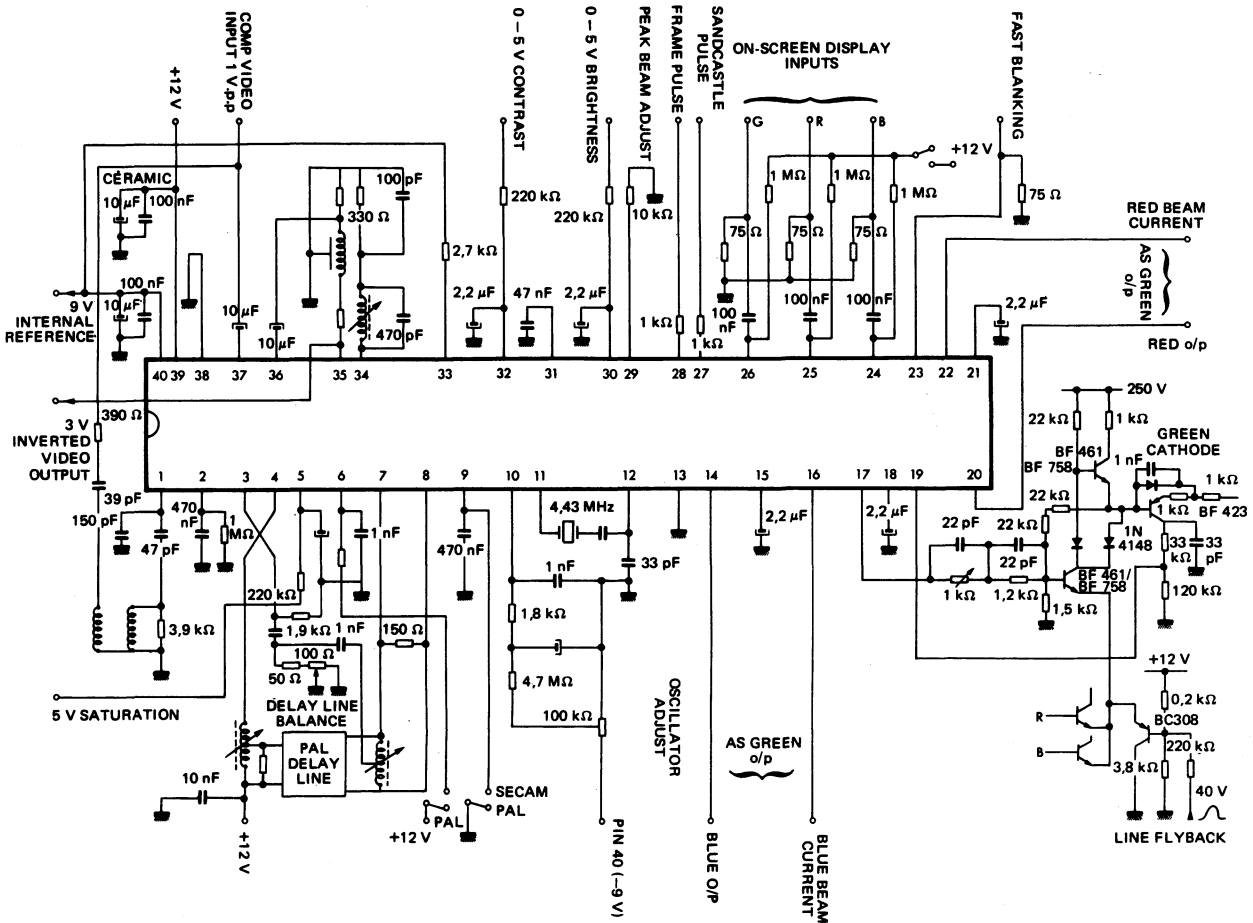 COMP VIDEO
INPUT 1 V.p.p
+12 V
0 – 5 V CONTRAST
0 – 5 V BRIGHTNESS
PEAK BEAM ADJUST
FRAME PULSE
SANDCASTLE
PULSE
ON-SCREEN DISPLAY
INPUTS
FAST BLANKING
G
R
B
+12 V
CÉRAMIC
10 µF
100 nF
330 Ω
100 pF
220 kΩ
220 kΩ
10 kΩ
1 MΩ
1 MΩ
1 MΩ
75 Ω
75 Ω
75 Ω
75 Ω
RED BEAM
CURRENT
AS GREEN
o/p
RED o/p
2,7 kΩ
100 nF
10 µF
9 V
INTERNAL
REFERENCE
10 µF
10 µF
470 pF
2,2 µF
47 nF
2,2 µF
1 kΩ
1 kΩ
100
nF
100 nF
100 nF
2,2 µF
40 39 38 37 36 35 34 33 32 31 30 29 28 27 26 25 24 23 22 21
390 Ω
3 V
INVERTED
VIDEO
OUTPUT
1 2 3 4 5 6 7 8 9 10 11 12 13 14 15 16 17 18 19 20
250 V
22 kΩ
1 kΩ
GREEN
CATHODE
BF 461
BF 758
1 nF
1 kΩ
22 kΩ
1 kΩ
BF 423
39 pF
150 pF
47 pF
470
nF
1
MΩ
1 nF
470 nF
4,43 MHz
33 pF
1 nF
2,2 µF
2,2 µF
22 pF
22 kΩ
22 pF
1N
4148
33
kΩ
33
pF
BF 461/
BF 758
1 kΩ
1,2 kΩ
1,5 kΩ
120 kΩ
220 kΩ
3,9 kΩ
1,9 kΩ
1 nF
150 Ω
1,8 kΩ
100 Ω
50 Ω
4,7 MΩ
5 V SATURATION
DELAY LINE
BALANCE
100 kΩ
OSCILLATOR
ADJUST
+12 V
0,2 kΩ
R
BC308
B
220 kΩ
3,8 kΩ
40 V
PAL
DELAY
LINE
10 nF
AS GREEN
o/p
SECAM
PAL
PAL
+12 V
+12 V
PIN 40 (–9 V)
BLUE O/P
BLUE BEAM
CURRENT
LINE FLYBACK